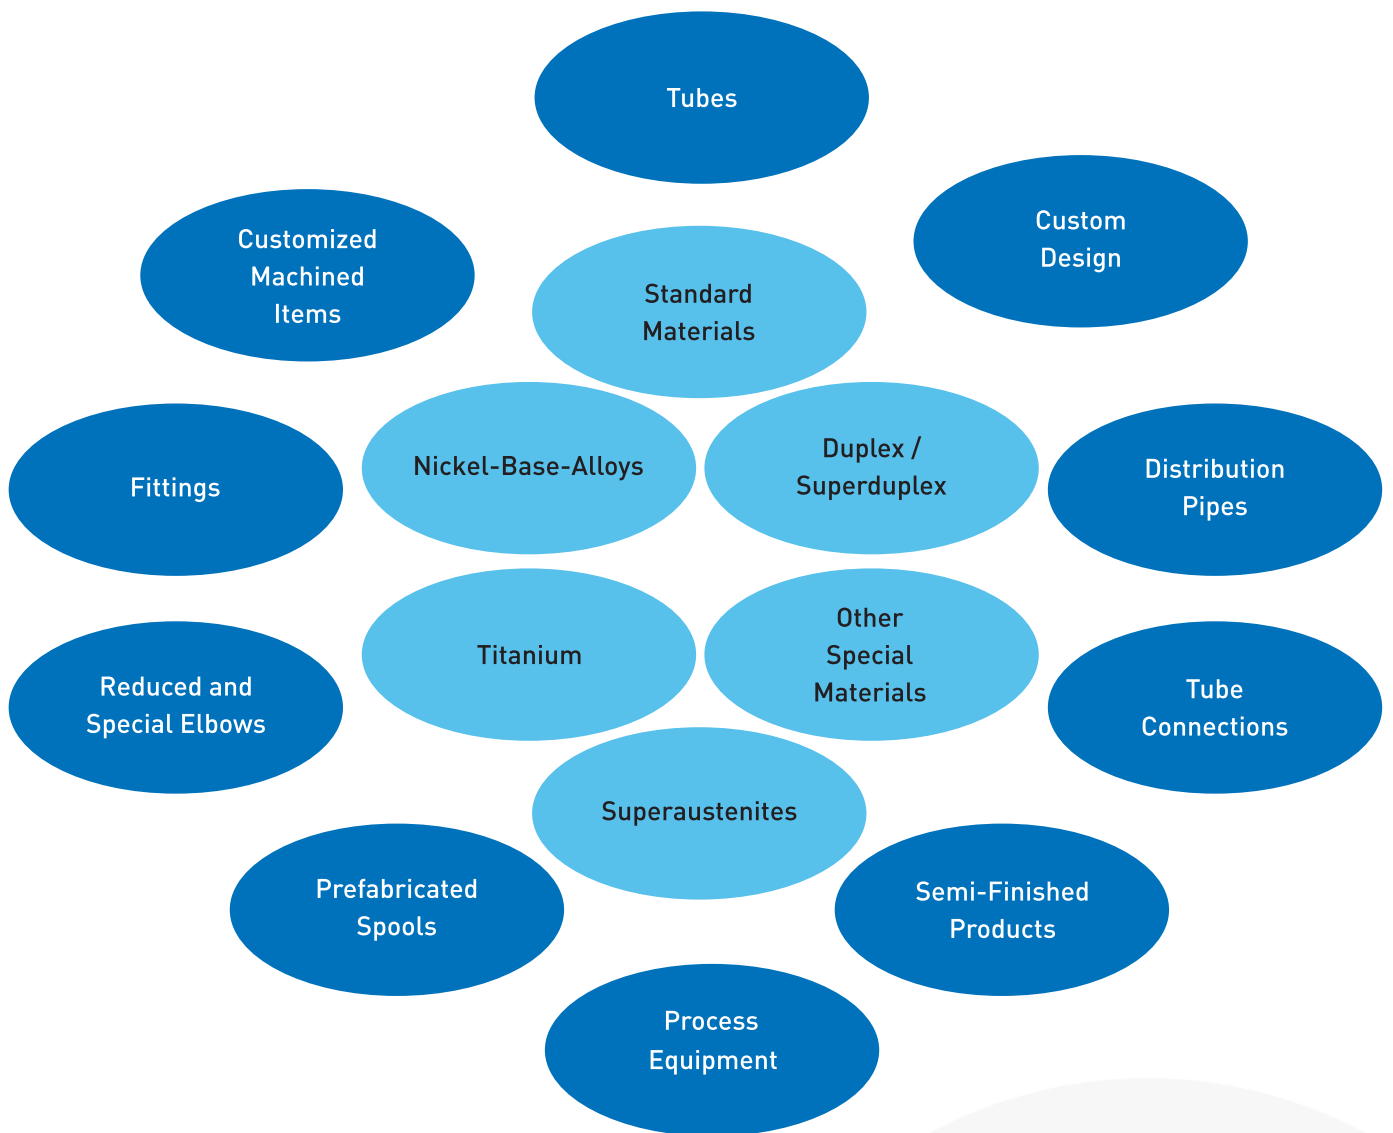 Tubes
Custom
Design
Customized
Machined
Items
Standard
Materials
Nickel-Base-Alloys
Duplex /
Superduplex
Fittings
Distribution
Pipes
Titanium
Other
Special
Materials
Reduced and
Special Elbows
Tube
Connections
Superaustenites
Prefabricated
Spools
Semi-Finished
Products
Process
Equipment